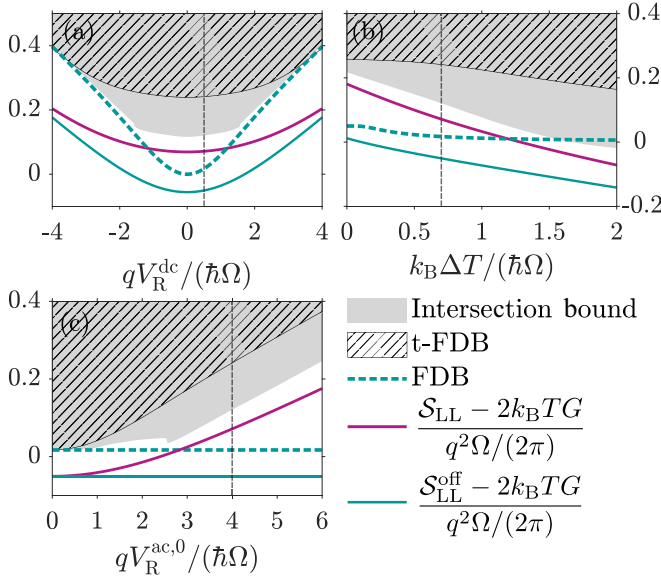 (a)
0.4
0.2
0
-4
-2
0
2
4
qV_R^dc/(ħΩ)
(b)
0.4
0.2
0
-0.2
0
0.5
1
1.5
2
k_BΔT/(ħΩ)
(c)
0.4
0.2
0
0
1
2
3
4
5
6
qV_R^ac,0/(ħΩ)
Intersection bound
t-FDB
FDB
S_LL − 2k_BTG
q²Ω/(2π)
S_LL^off − 2k_BTG
q²Ω/(2π)